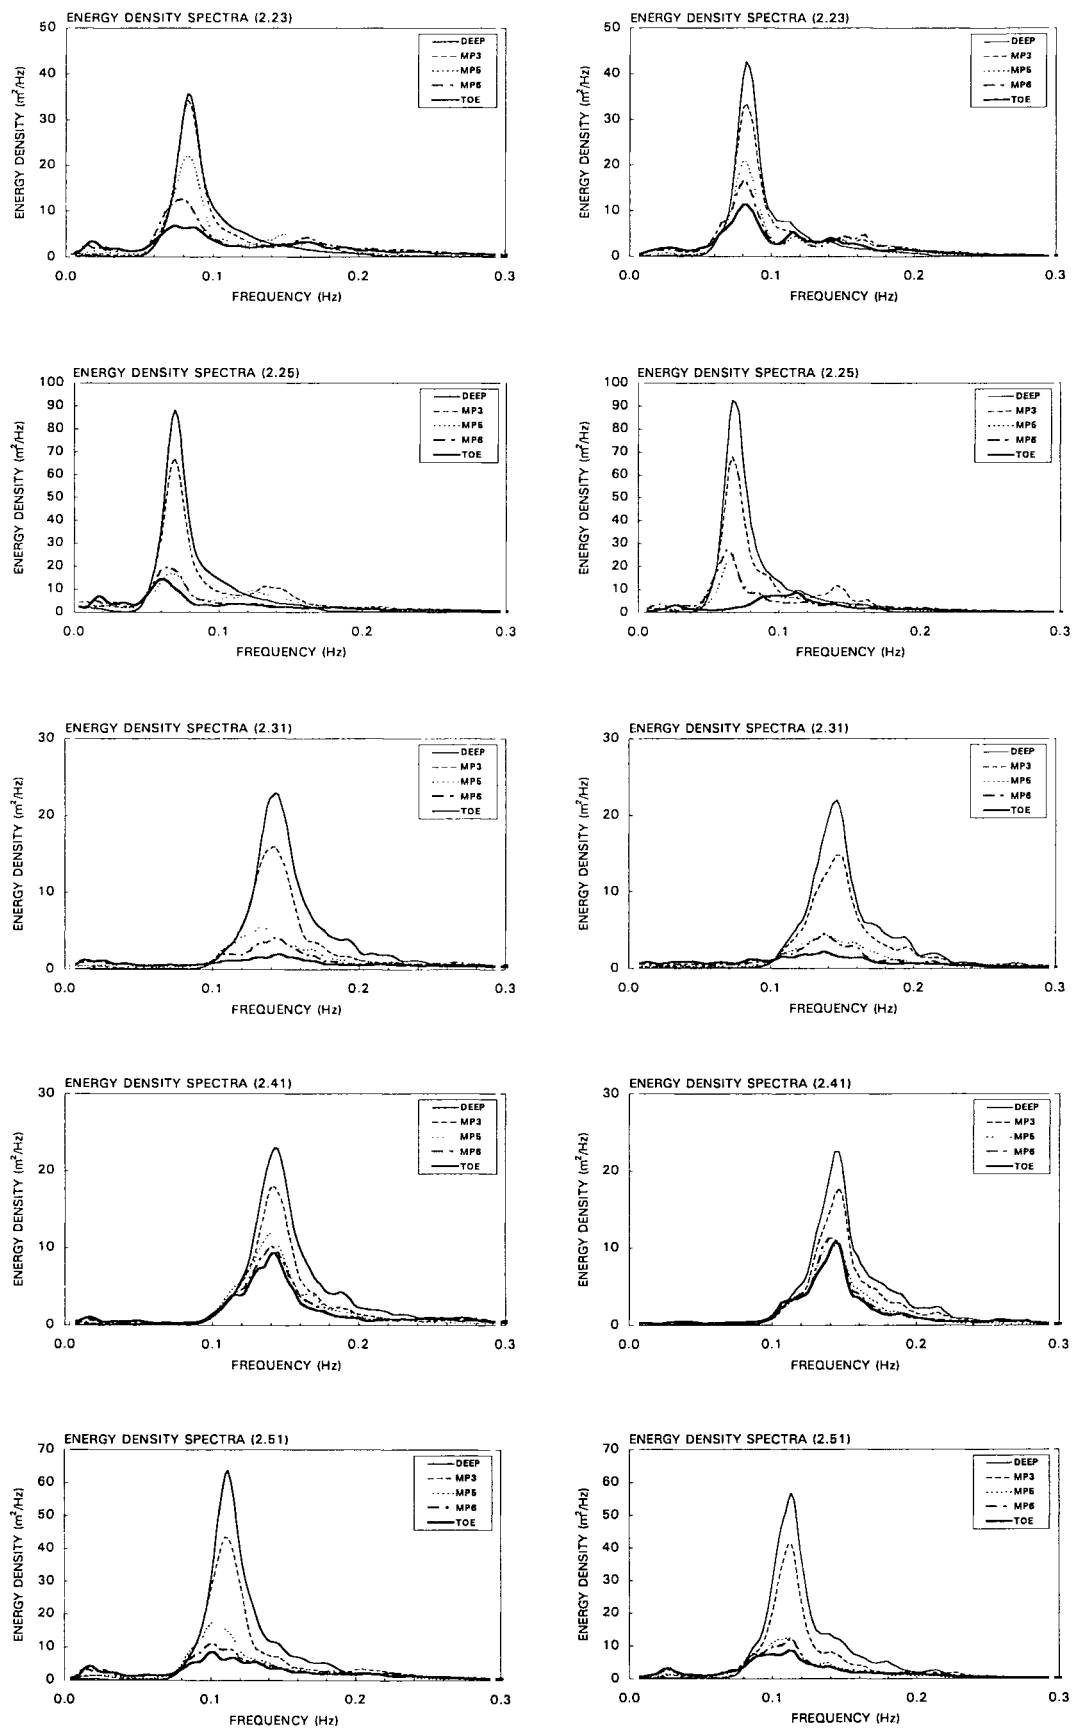 ENERGY DENSITY SPECTRA (2.23)
50
40
30
20
10
0
ENERGY DENSITY (m²/Hz)
DEEP
MP3
MP5
MP6
TOE
0.0 0.1 0.2 0.3
FREQUENCY (Hz)
ENERGY DENSITY SPECTRA (2.23)
50
40
30
20
10
0
ENERGY DENSITY (m²/Hz)
DEEP
MP3
MP5
MP6
TOE
0.0 0.1 0.2 0.3
FREQUENCY (Hz)
ENERGY DENSITY SPECTRA (2.25)
100
90
80
70
60
50
40
30
20
10
0
ENERGY DENSITY (m²/Hz)
DEEP
MP3
MP5
MP6
TOE
0.0 0.1 0.2 0.3
FREQUENCY (Hz)
ENERGY DENSITY SPECTRA (2.25)
100
90
80
70
60
50
40
30
20
10
0
ENERGY DENSITY (m²/Hz)
DEEP
MP3
MP5
MP6
TOE
0.0 0.1 0.2 0.3
FREQUENCY (Hz)
ENERGY DENSITY SPECTRA (2.31)
30
20
10
0
ENERGY DENSITY (m²/Hz)
DEEP
MP3
MP5
MP6
TOE
0.0 0.1 0.2 0.3
FREQUENCY (Hz)
ENERGY DENSITY SPECTRA (2.31)
30
20
10
0
ENERGY DENSITY (m²/Hz)
DEEP
MP3
MP5
MP6
TOE
0.0 0.1 0.2 0.3
FREQUENCY (Hz)
ENERGY DENSITY SPECTRA (2.41)
30
20
10
0
ENERGY DENSITY (m²/Hz)
DEEP
MP3
MP5
MP6
TOE
0.0 0.1 0.2 0.3
FREQUENCY (Hz)
ENERGY DENSITY SPECTRA (2.41)
30
20
10
0
ENERGY DENSITY (m²/Hz)
DEEP
MP3
MP5
MP6
TOE
0.0 0.1 0.2 0.3
FREQUENCY (Hz)
ENERGY DENSITY SPECTRA (2.51)
70
60
50
40
30
20
10
0
ENERGY DENSITY (m²/Hz)
DEEP
MP3
MP5
MP6
TOE
0.0 0.1 0.2 0.3
FREQUENCY (Hz)
ENERGY DENSITY SPECTRA (2.51)
70
60
50
40
30
20
10
0
ENERGY DENSITY (m²/Hz)
DEEP
MP3
MP5
MP6
TOE
0.0 0.1 0.2 0.3
FREQUENCY (Hz)